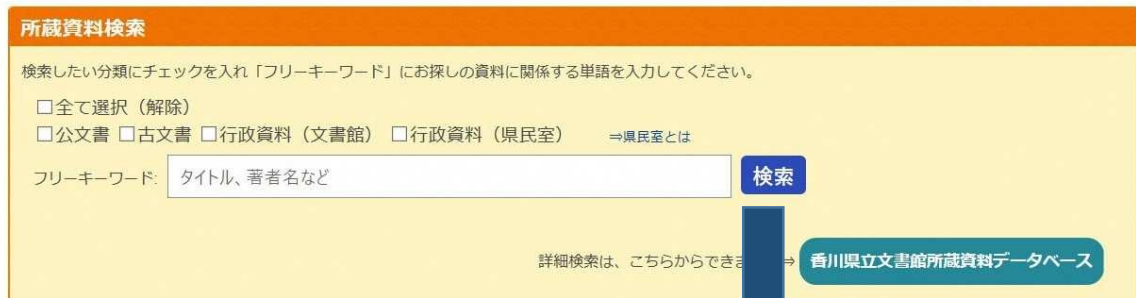 所蔵資料検索
検索したい分類にチェックを入れ「フリーキーワード」にお探しの資料に関係する単語を入力してください。
全て選択（解除）
公文書 古文書 行政資料（文書館） 行政資料（県民室） ⇒県民室とは
フリーキーワード: タイトル、著者名など 検索
詳細検索は、こちらからでき ⇒ 香川県立文書館所蔵資料データベース